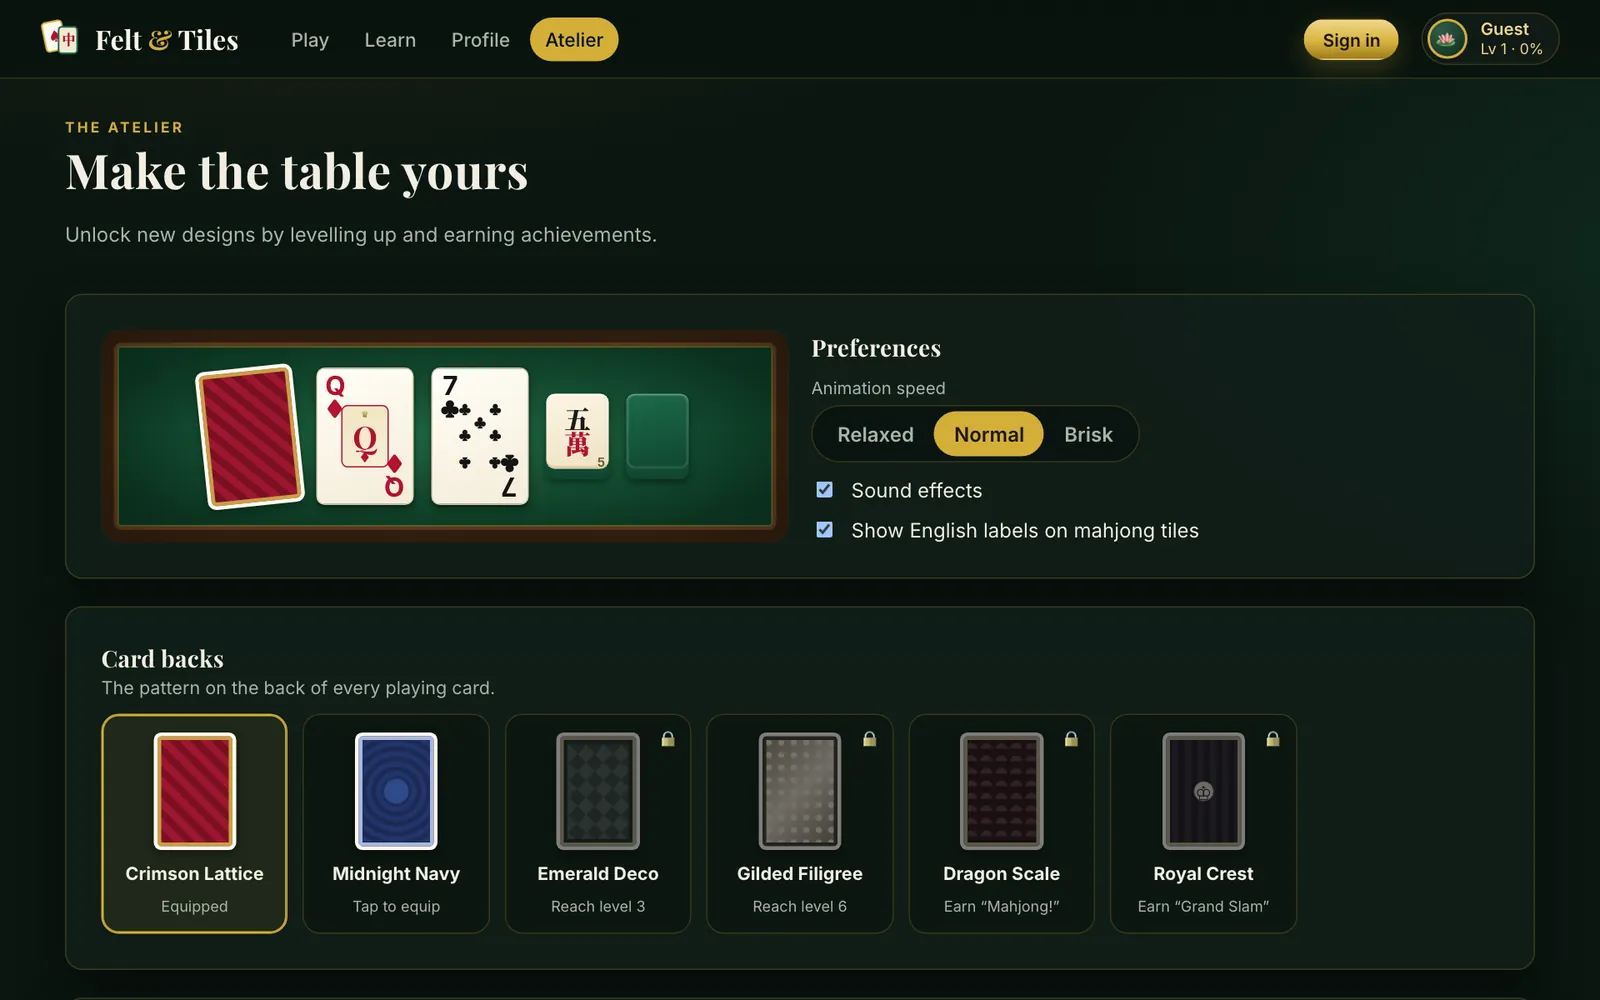 Felt & Tiles
Play
Learn
Profile
Atelier
Sign in
Guest
Lv 1 · 0%
THE ATELIER
Make the table yours
Unlock new designs by levelling up and earning achievements.
Q
Q
Q
7
7
五
萬
5
Preferences
Animation speed
Relaxed
Normal
Brisk
Sound effects
Show English labels on mahjong tiles
Card backs
The pattern on the back of every playing card.
Crimson Lattice
Equipped
Midnight Navy
Tap to equip
Emerald Deco
Reach level 3
Gilded Filigree
Reach level 6
Dragon Scale
Earn “Mahjong!”
Royal Crest
Earn “Grand Slam”